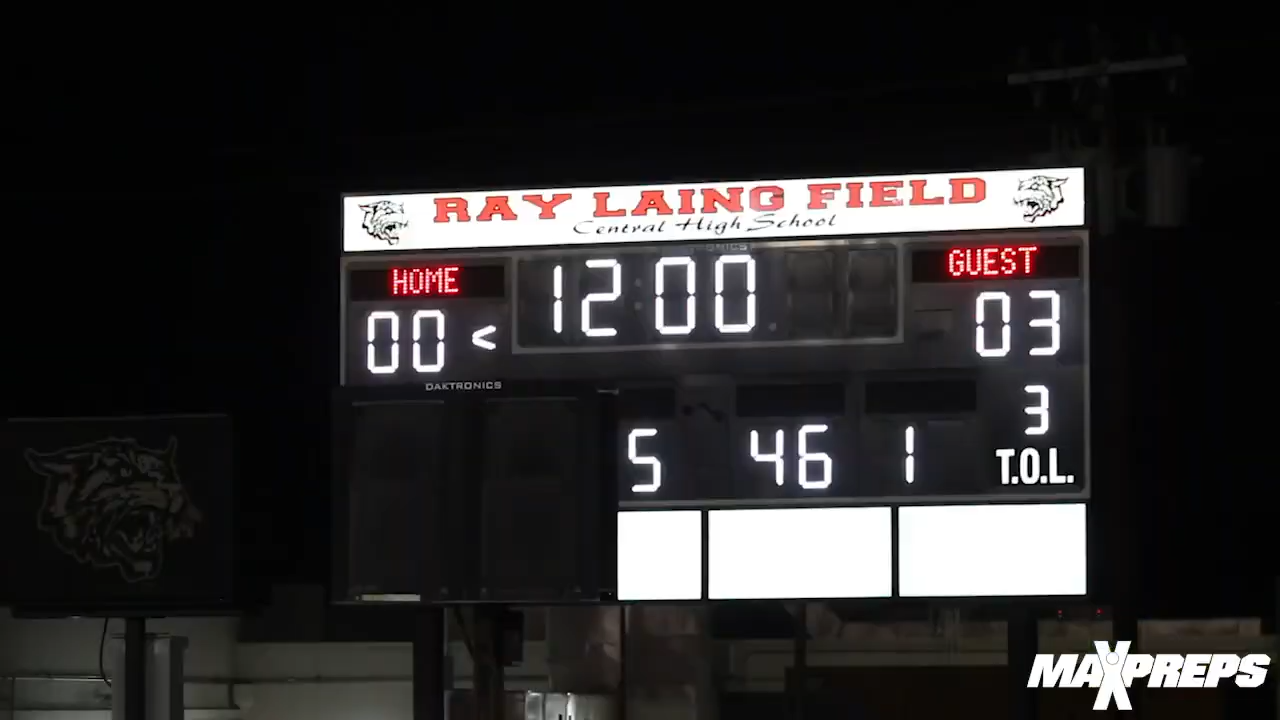 RAY LAING FIELD
Central High School
HOME
12:00
GUEST
00 <
03
DAKTRONICS
3
5
46
1
T.O.L.
MAXPREPS